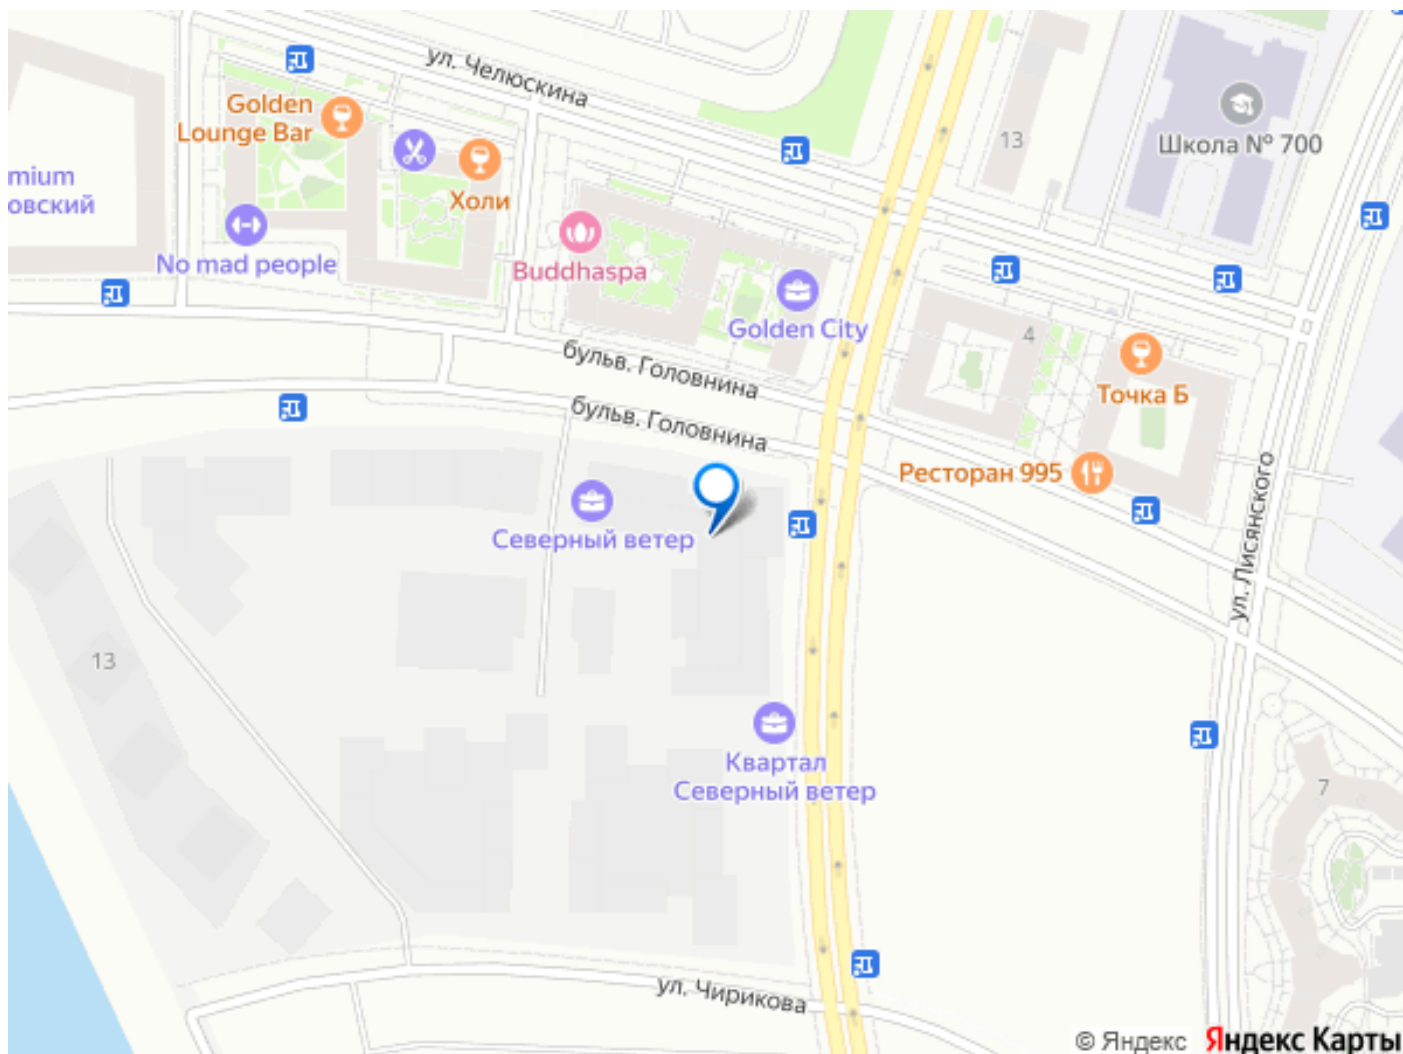 ул. Челюскина
Golden
Lounge Bar
Холи
13
Школа № 700
mium
овский
No mad people
Buddhaspa
Golden City
4
Точка Б
бульв. Головнина
бульв. Головнина
Ресторан 995
Северный ветер
ул. Лисянского
13
Квартал
Северный ветер
7
ул. Чирикова
© Яндекс Яндекс Карты